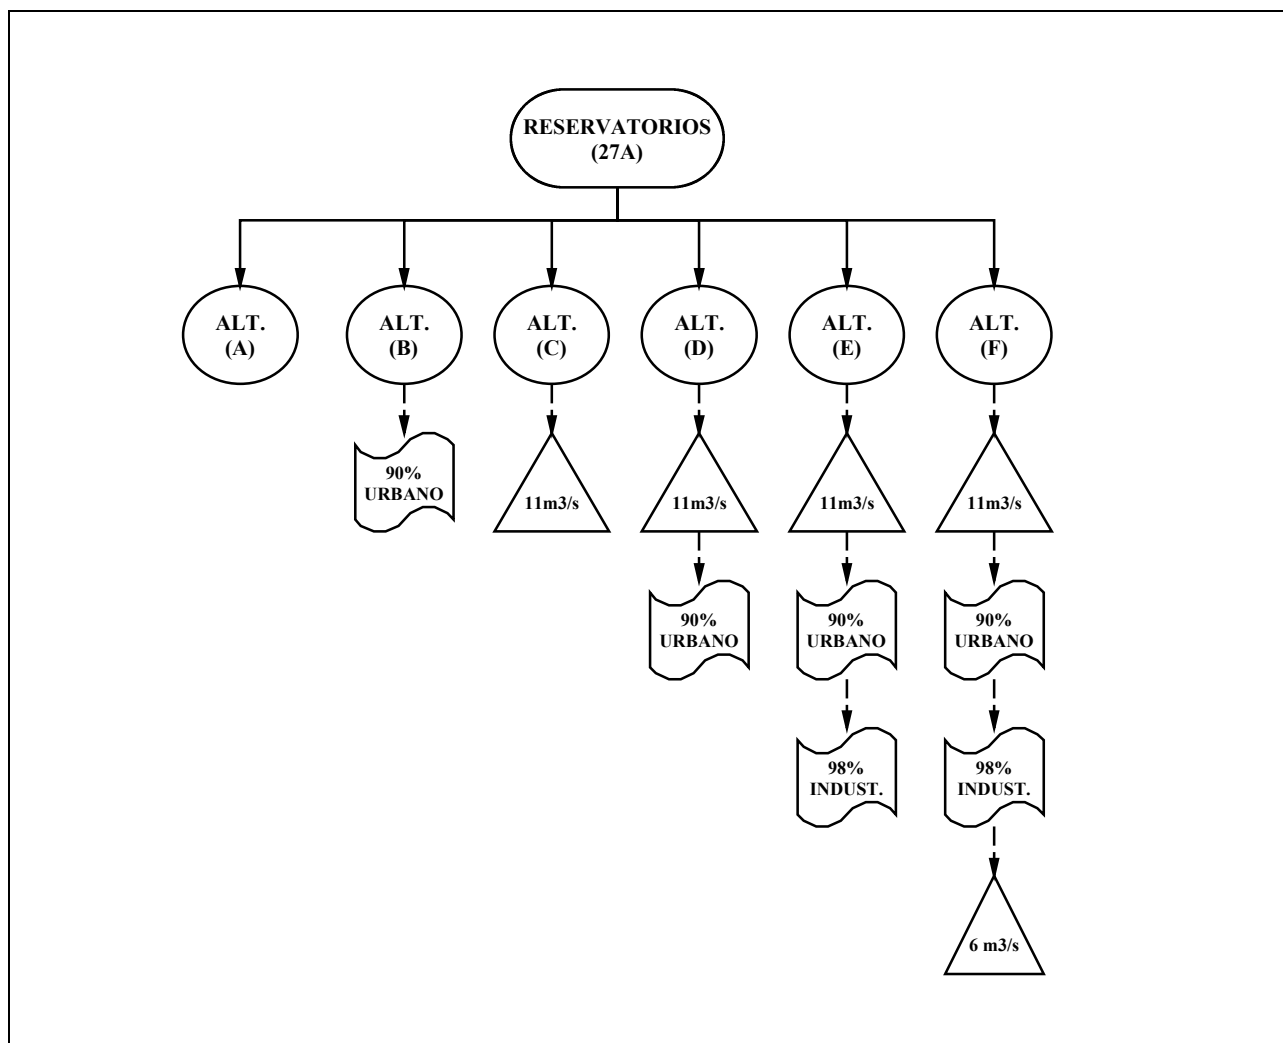 RESERVATORIOS
(27A)
ALT.
(A)
ALT.
(B)
ALT.
(C)
ALT.
(D)
ALT.
(E)
ALT.
(F)
90%
URBANO
11m3/s
11m3/s
11m3/s
11m3/s
90%
URBANO
90%
URBANO
90%
URBANO
98%
INDUST.
98%
INDUST.
6 m3/s